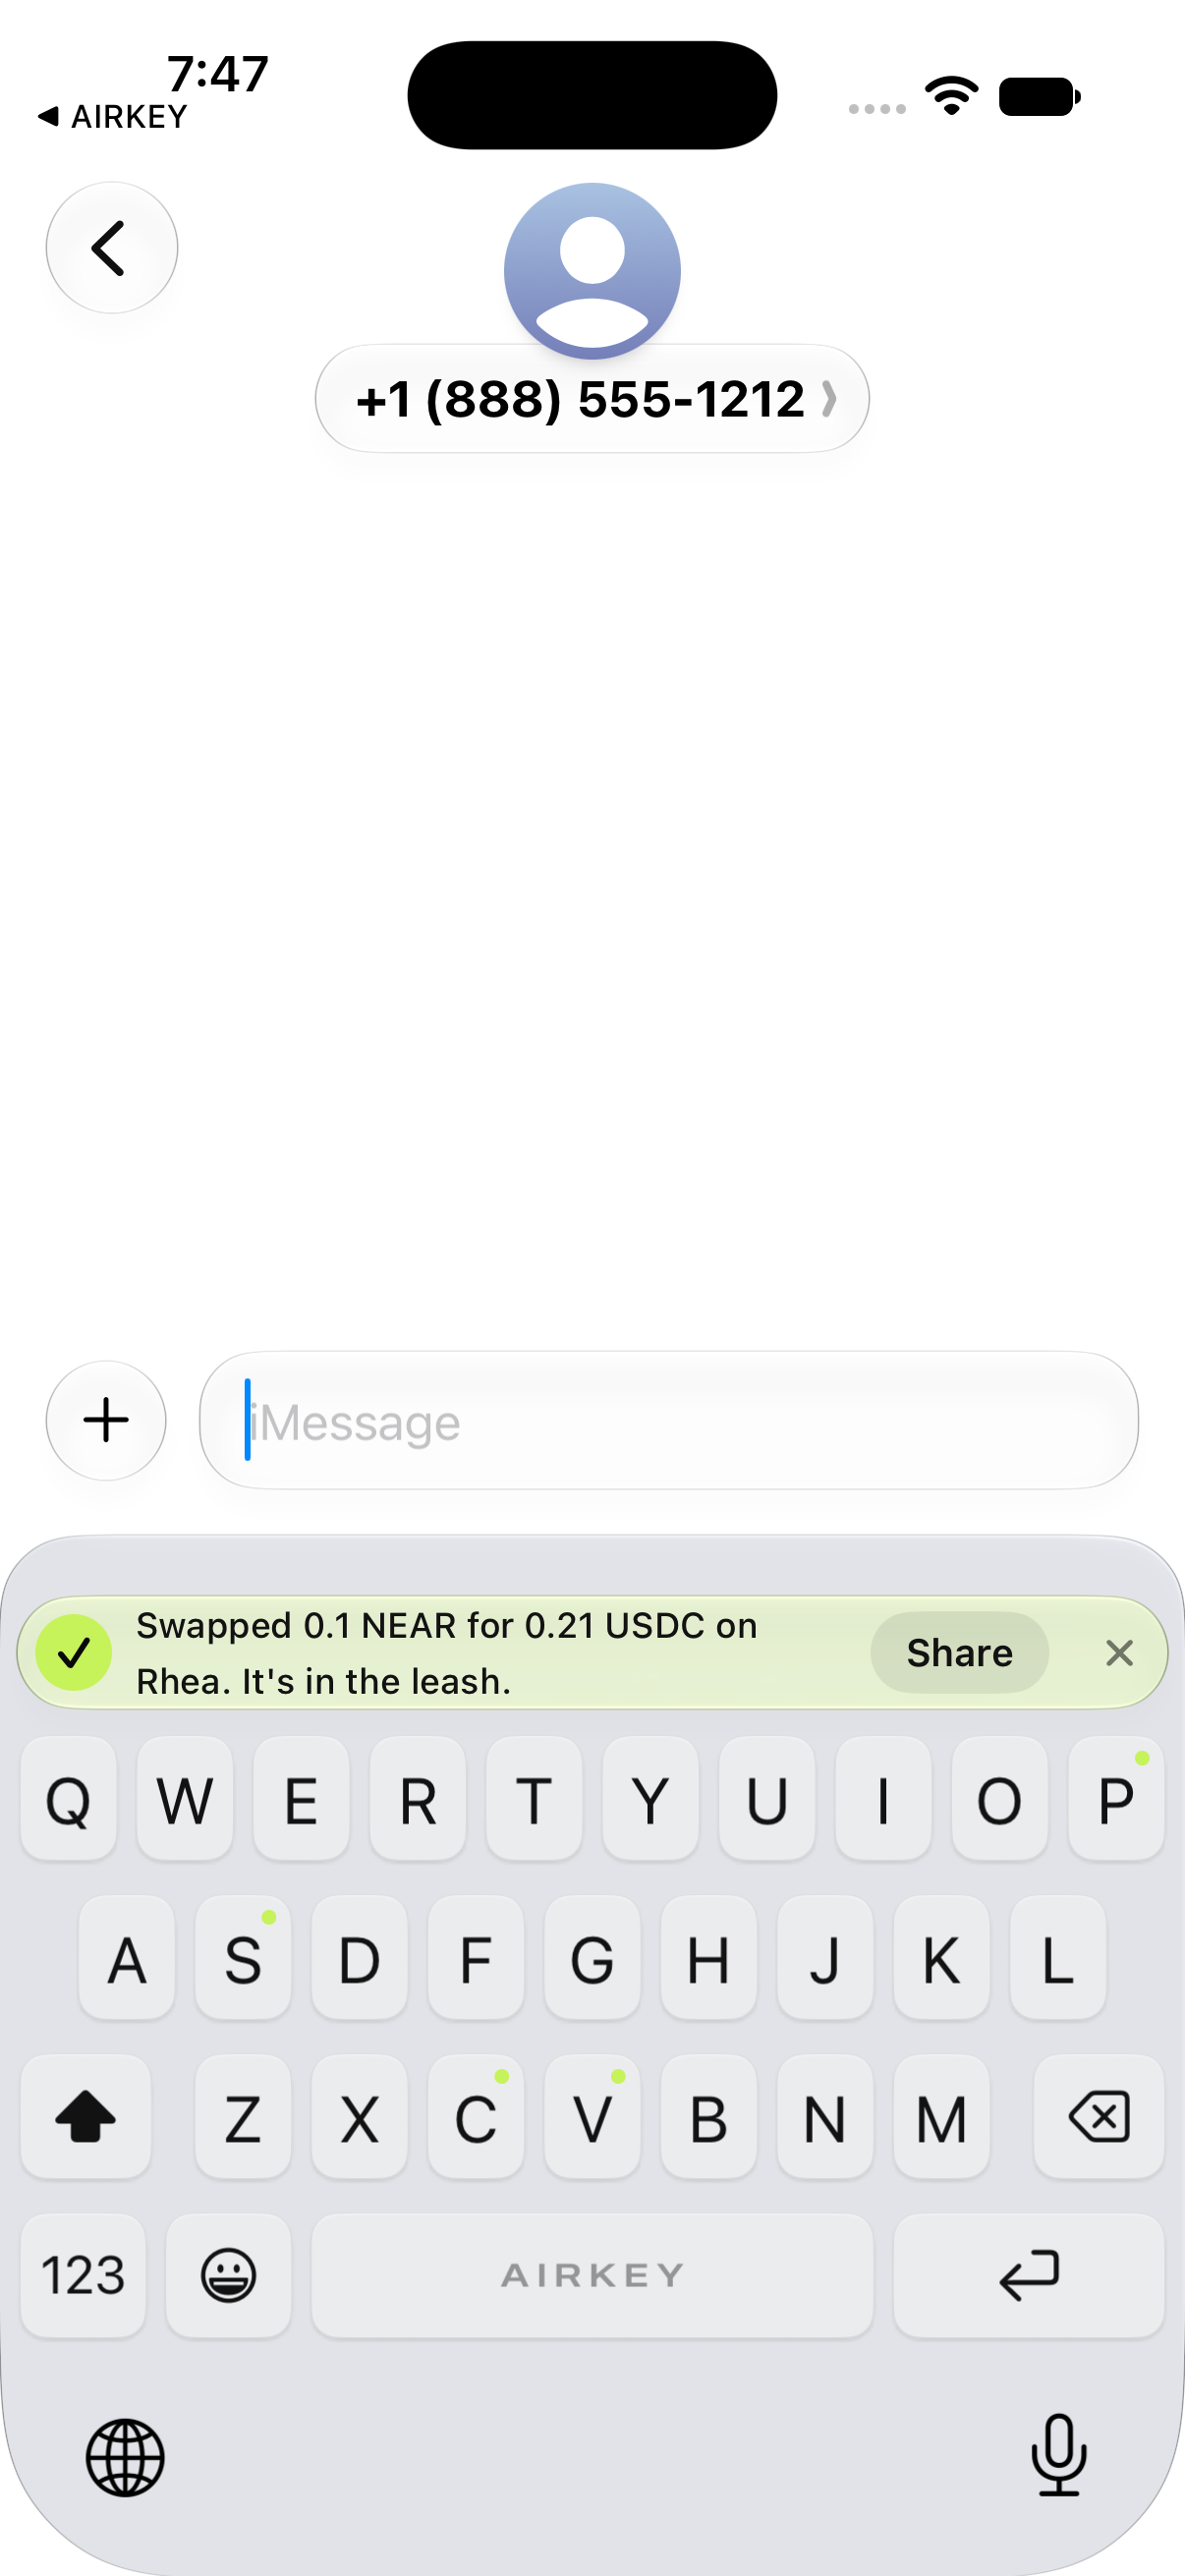 7:47
AIRKEY
+1 (888) 555-1212
iMessage
Swapped 0.1 NEAR for 0.21 USDC on
Rhea. It's in the leash.
Share
Q W E R T Y U I O P
A S D F G H J K L
Z X C V B N M
123
AIRKEY